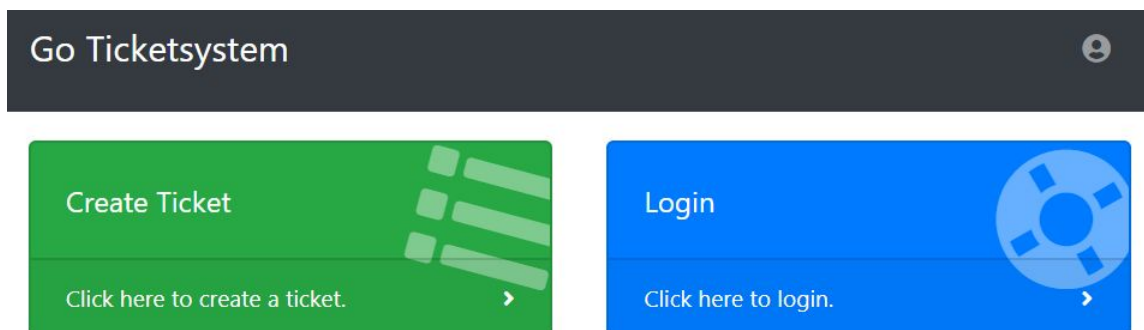 Go Ticketsystem
Create Ticket
Click here to create a ticket.
Login
Click here to login.